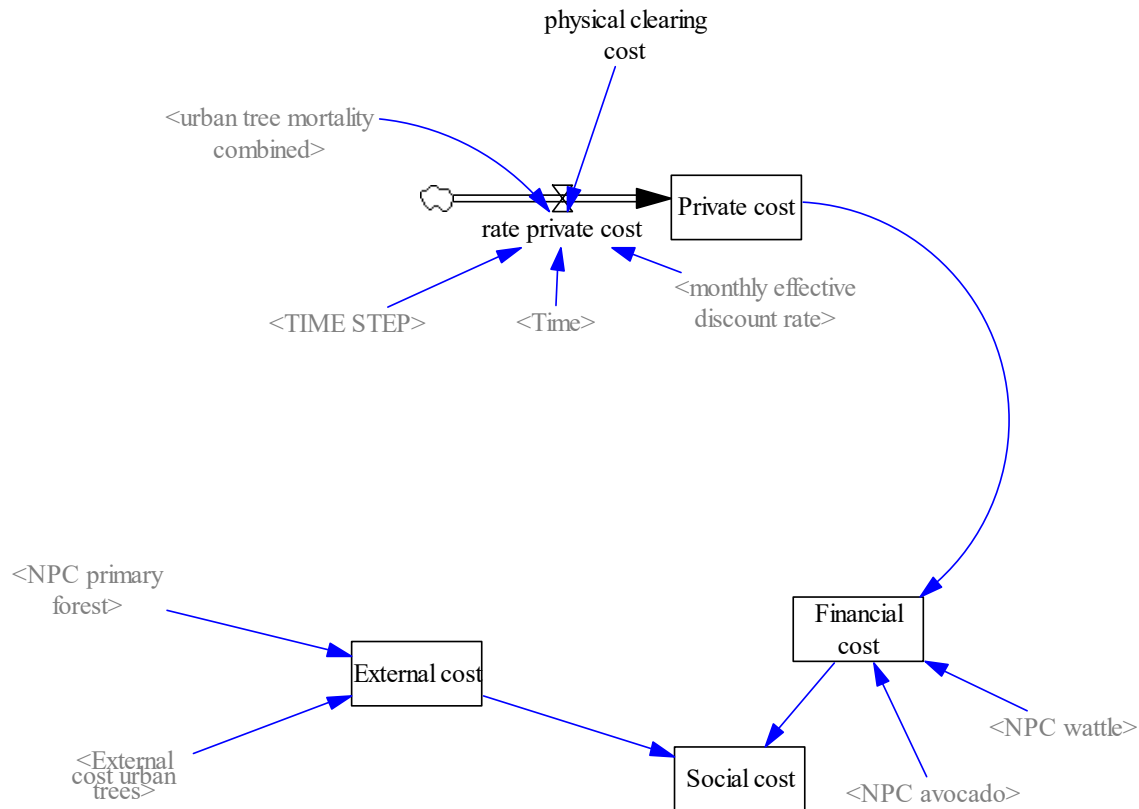 physical clearing
cost
<urban tree mortality
combined>
Private cost
rate private cost
<monthly effective
discount rate>
<TIME STEP>
<Time>
<NPC primary
forest>
Financial
cost
External cost
<NPC wattle>
<External
cost urban
trees>
Social cost
<NPC avocado>